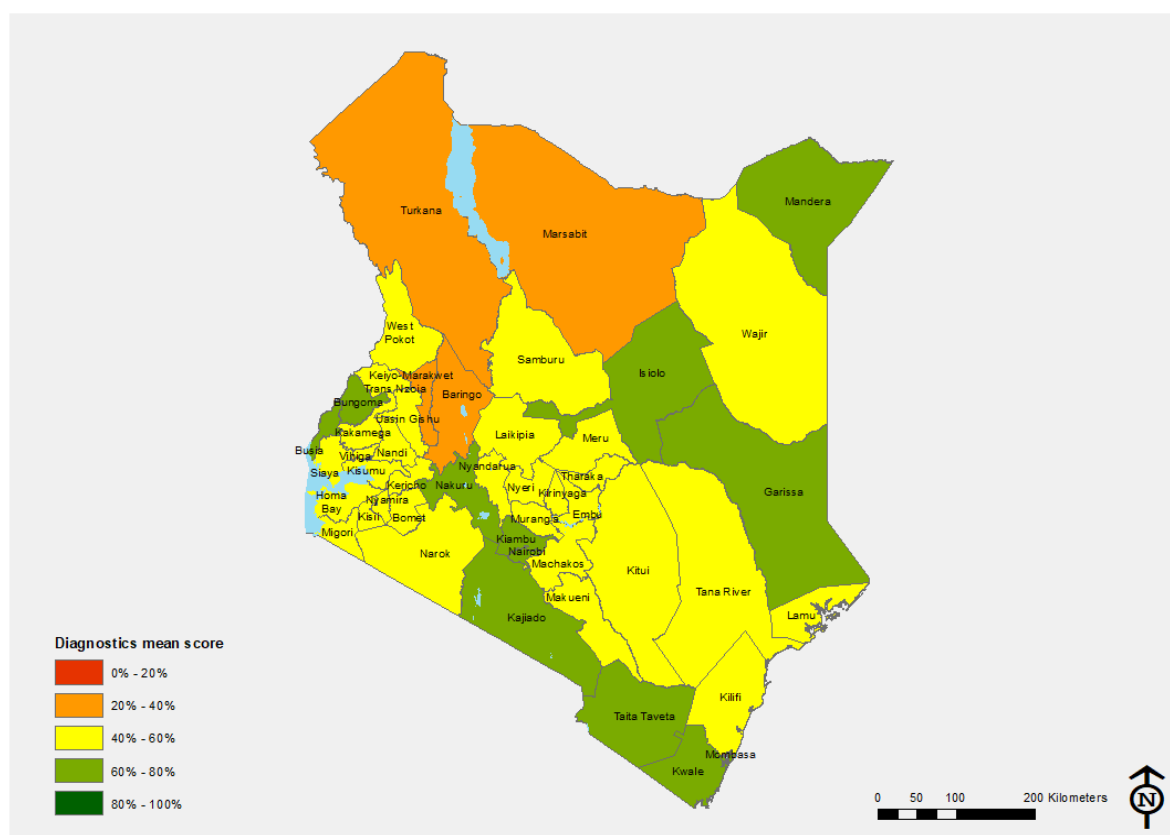 Mandera
Turkana
Marsabit
West
Pokot
Wajir
Samburu
Isiolo
Keiyo-Marakwet
Trans Nzoia
Baringo
Bungoma
Uasin Gishu
Kakamega
Laikipia
Meru
Busia
Vihiga
Nandi
Nyandarua
Siaya
Kisumu
Tharaka
Kericho
Nakuru
Nyeri
Kirinyaga
Garissa
Homa
Bay
Nyamira
Embu
Kisii
Bomet
Muranga
Migori
Kiambu
Nairobi
Narok
Machakos
Kitui
Tana River
Makueni
Kajiado
Lamu
Kilifi
Taita Taveta
Mombasa
Kwale
Diagnostics mean score
0% - 20%
20% - 40%
40% - 60%
60% - 80%
80% - 100%
0 50 100 200 Kilometers
N